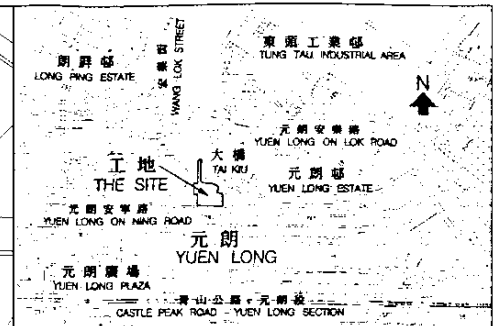 朗屏邨
LONG PING ESTATE
宏樂街
WANG LOK STREET
東頭工業邨
TUNG TAU INDUSTRIAL AREA
N
元朗安樂路
YUEN LONG ON LOK ROAD
大橋
TAI KIU
工地
THE SITE
元朗邨
YUEN LONG ESTATE
元朗安寧路
YUEN LONG ON NING ROAD
元朗
YUEN LONG
元朗廣場
YUEN LONG PLAZA
青山公路 - 元朗段
CASTLE PEAK ROAD - YUEN LONG SECTION